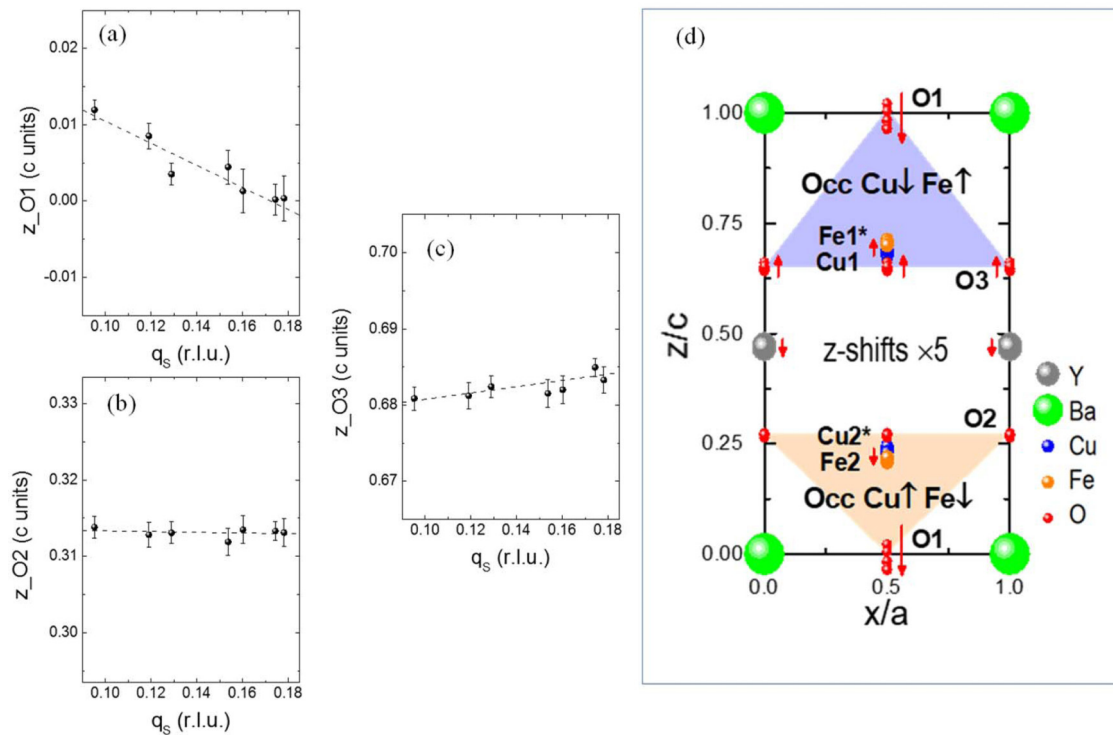 (a)
0.02
0.01
0.00
-0.01
z_O1 (c units)
0.10 0.12 0.14 0.16 0.18
qS (r.l.u.)
(b)
0.33
0.32
0.31
0.30
z_O2 (c units)
0.10 0.12 0.14 0.16 0.18
qS (r.l.u.)
(c)
0.70
0.69
0.68
0.67
z_O3 (c units)
0.10 0.12 0.14 0.16 0.18
qS (r.l.u.)
(d)
O1
1.00
Occ Cu↓ Fe↑
0.75
Fe1*
Cu1
O3
0.50
z-shifts ×5
z/c
Y
Ba
Cu
Fe
O
O2
Cu2*
0.25
Fe2
Occ Cu↑ Fe↓
O1
0.00
0.0 0.5 1.0
x/a